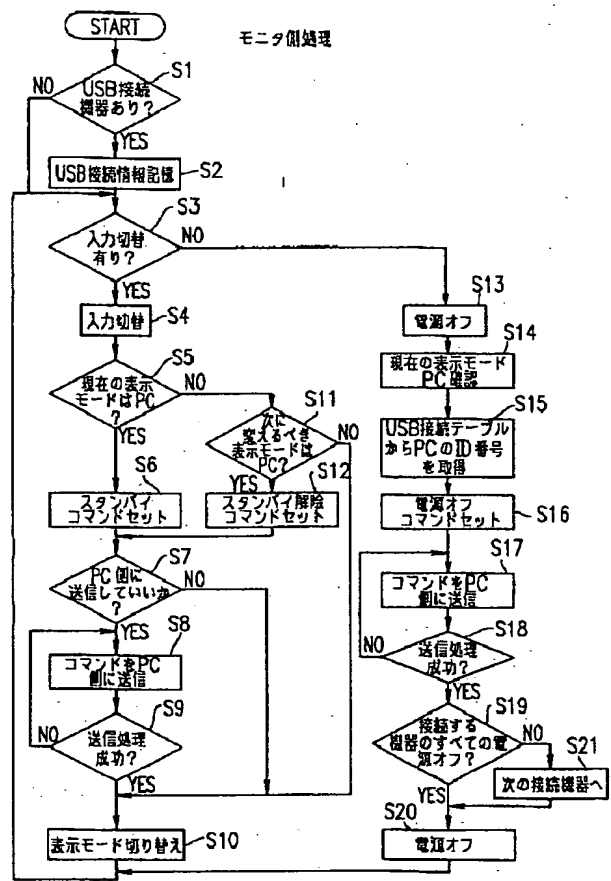 START
モニタ側処理
S1
USB接続
機器あり?
NO
YES
USB接続情報記憶
S2
S3
入力切替
有り?
NO
YES
入力切替
S4
S5
現在の表示
モードはPC
?
NO
YES
S11
次に
変えるべき
表示モードは
PC?
NO
YES
S6
スタンバイ
コマンドセット
S12
スタンバイ解除
コマンドセット
S7
PC側に
送信していいか
?
NO
YES
S8
コマンドをPC
側に送信
S9
送信処理
成功?
NO
YES
表示モード切り替え
S10
S13
電源オフ
S14
現在の表示モード
PC確認
S15
USB接続テーブル
からPCのID番号
を取得
電源オフ
コマンドセット
S16
S17
コマンドをPC
側に送信
S18
送信処理
成功?
NO
YES
S19
接続する
機器のすべての電
源オフ?
NO
YES
S21
次の接続機器へ
S20
電源オフ